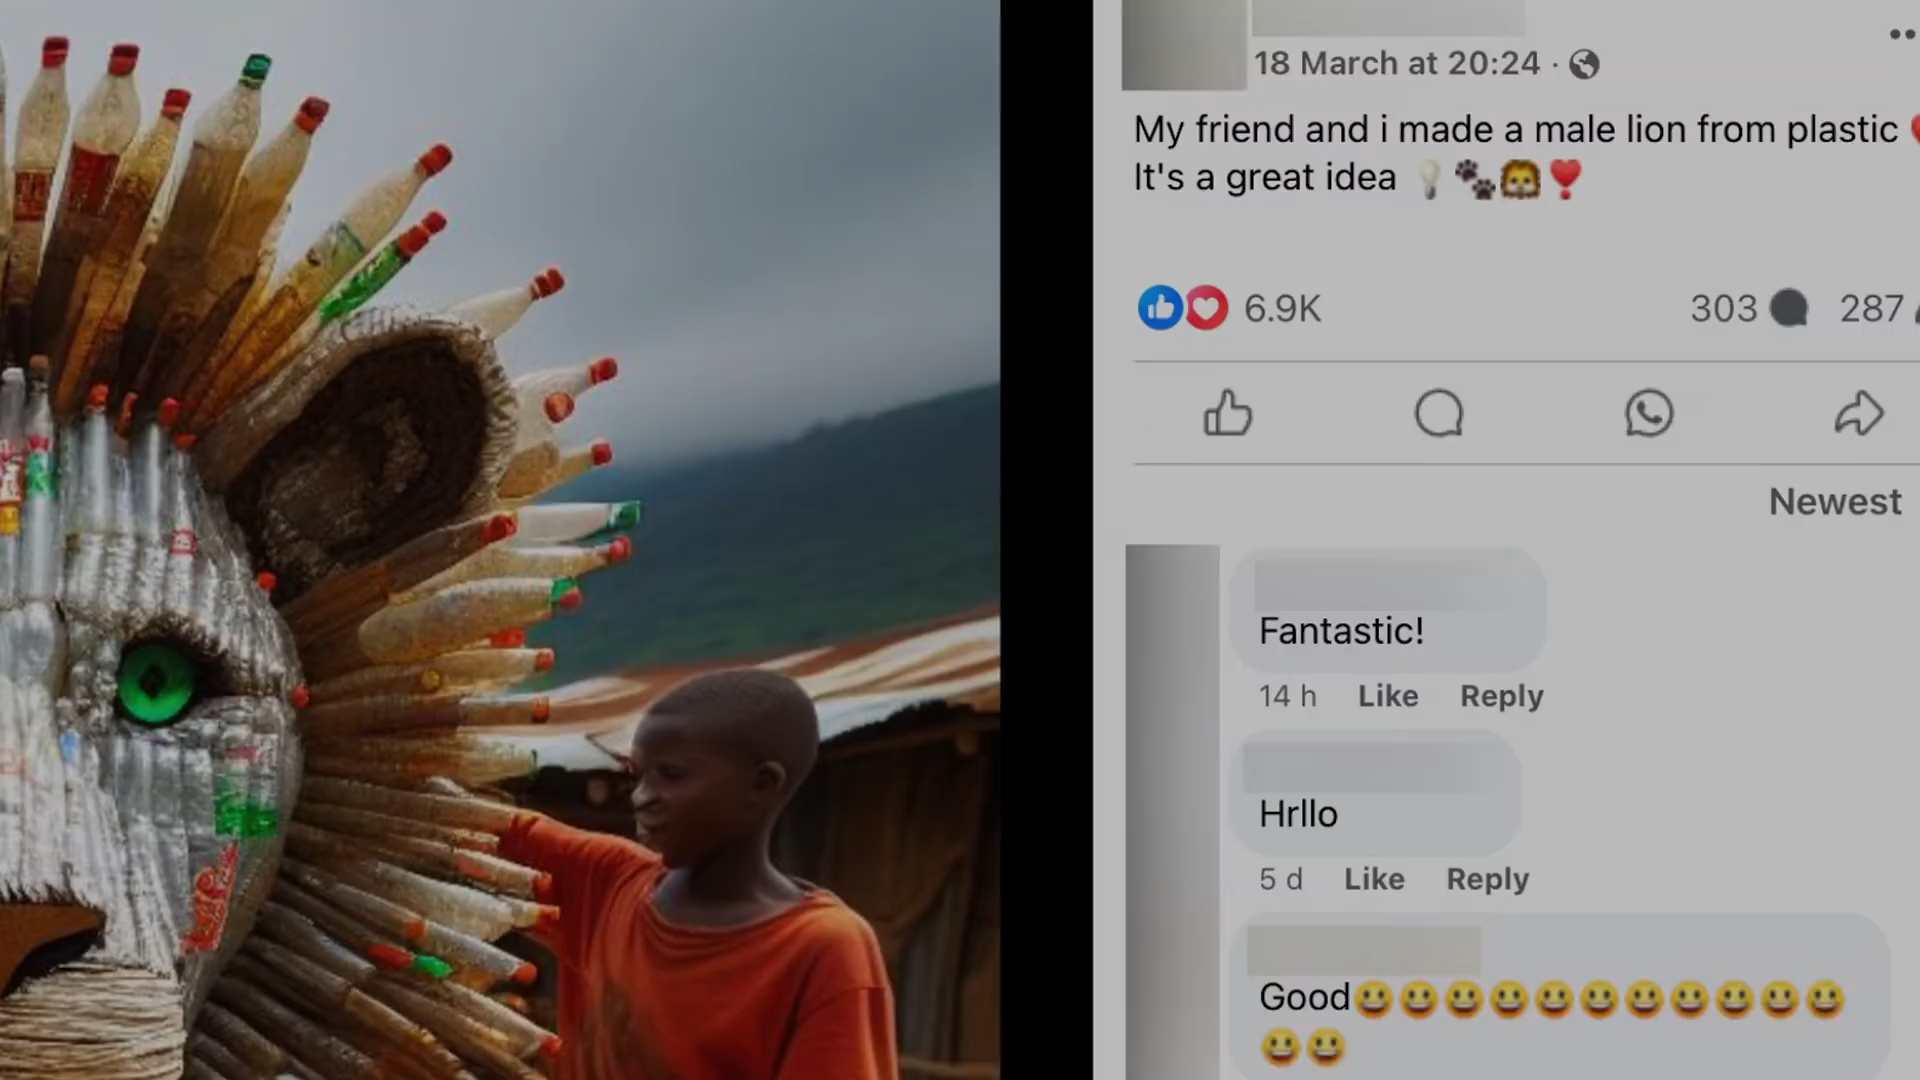 18 March at 20:24 ·
My friend and i made a male lion from plastic
It's a great idea
6.9K
303
287
Newest
Fantastic!
14 h Like Reply
Hrllo
5 d Like Reply
Good